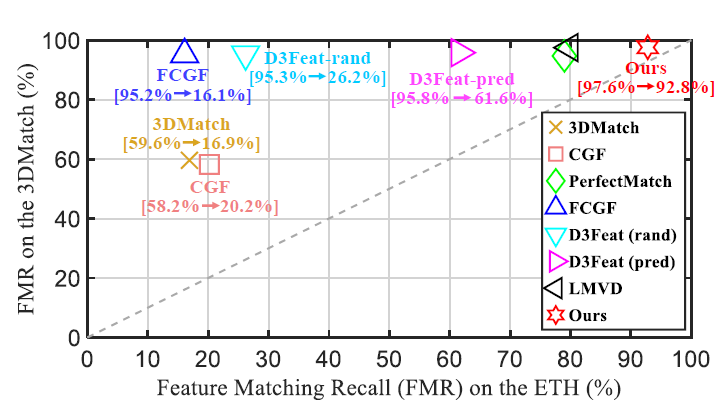 FMR on the 3DMatch (%)
100
80
60
40
20
0
D3Feat-rand
[95.3%→26.2%]
FCGF
[95.2%→16.1%]
D3Feat-pred
[95.8%→61.6%]
Ours
[97.6%→92.8%]
3DMatch
[59.6%→16.9%]
CGF
[58.2%→20.2%]
3DMatch
CGF
PerfectMatch
FCGF
D3Feat (rand)
D3Feat (pred)
LMVD
Ours
0 10 20 30 40 50 60 70 80 90 100
Feature Matching Recall (FMR) on the ETH (%)